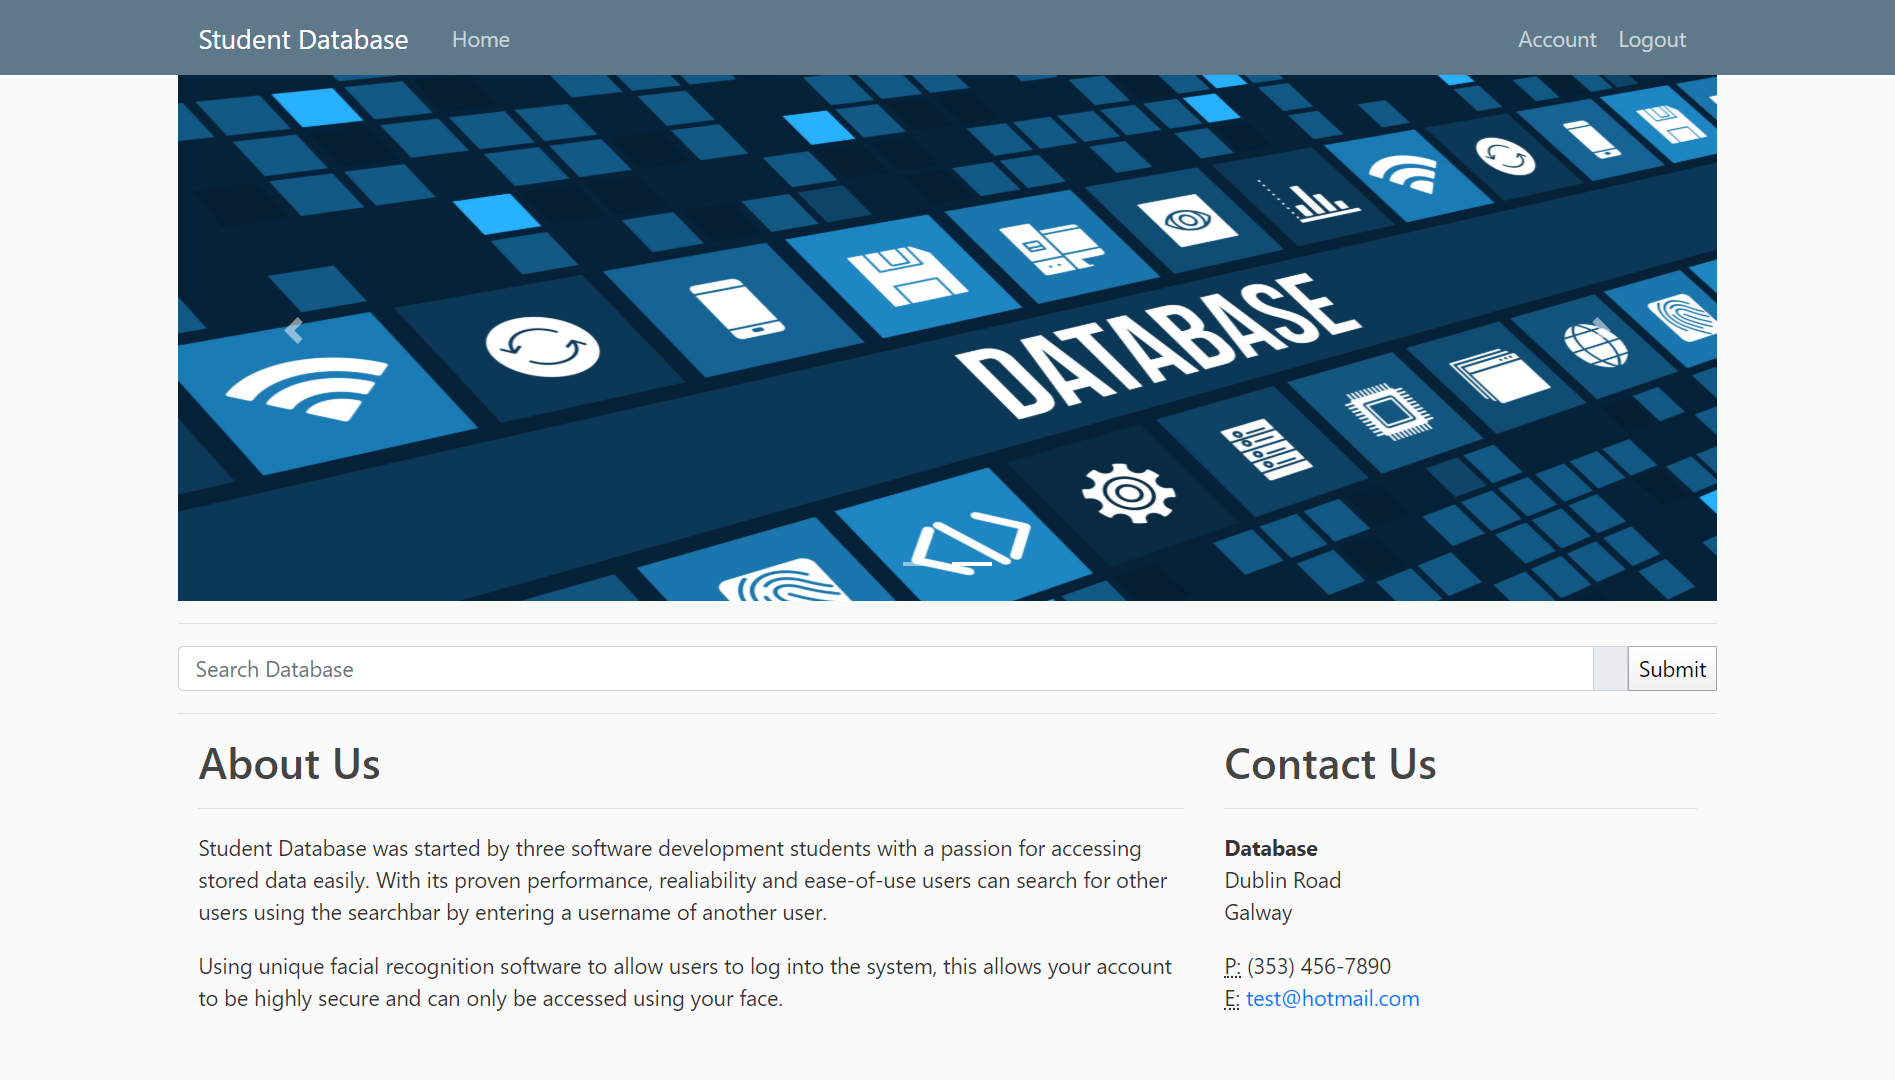 Student Database
Home
Account
Logout
DATABASE
Search Database
Submit
About Us
Student Database was started by three software development students with a passion for accessing
stored data easily. With its proven performance, realiability and ease-of-use users can search for other
users using the searchbar by entering a username of another user.
Using unique facial recognition software to allow users to log into the system, this allows your account
to be highly secure and can only be accessed using your face.
Contact Us
Database
Dublin Road
Galway
P: (353) 456-7890
E: test@hotmail.com